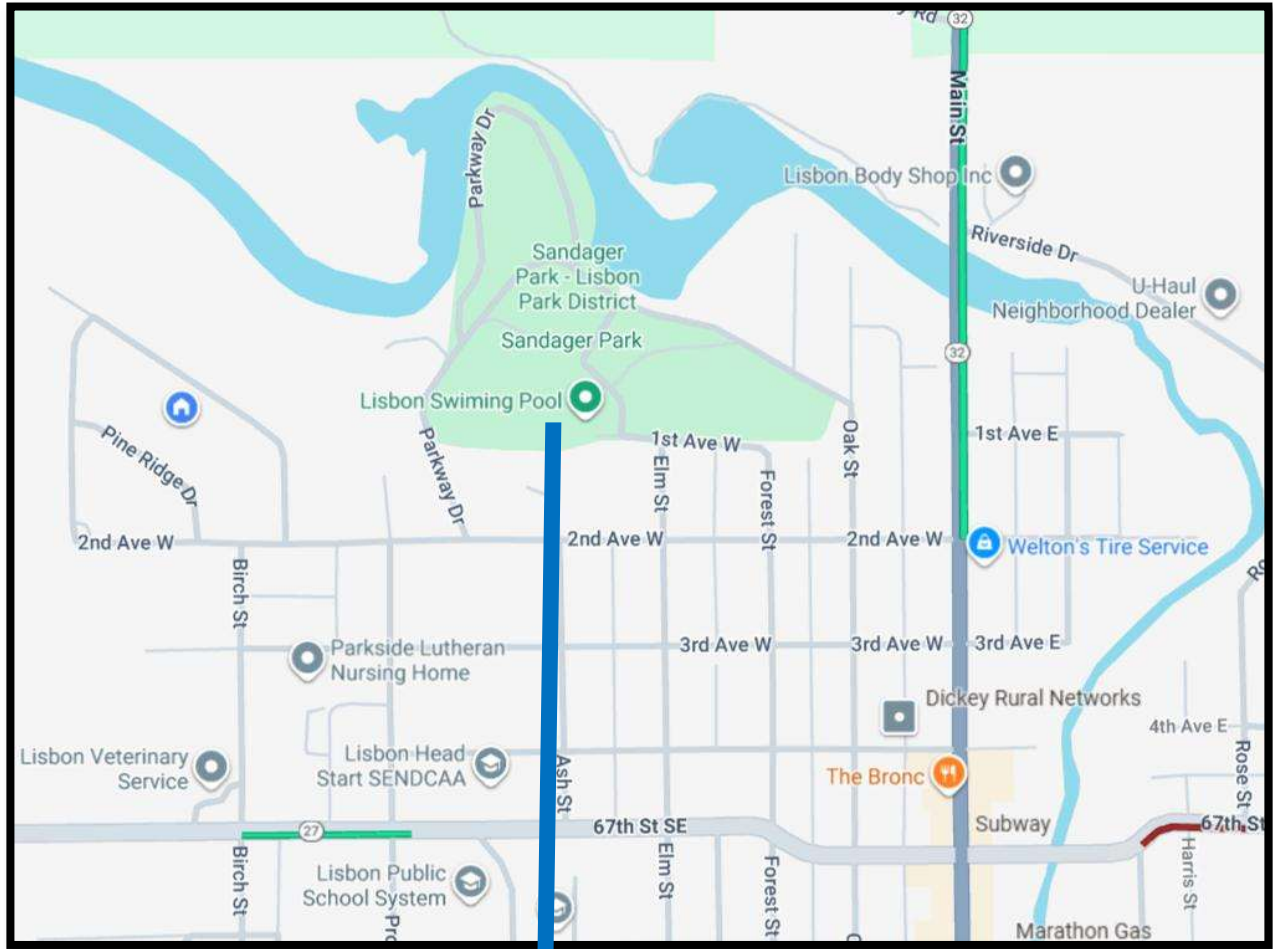 32
Main St
Parkway Dr
Lisbon Body Shop Inc
Riverside Dr
Sandager
Park - Lisbon
Park District
U-Haul
Neighborhood Dealer
Sandager Park
32
Lisbon Swiming Pool
Pine Ridge Dr
Parkway Dr
1st Ave W
Elm St
Forest St
Oak St
1st Ave E
2nd Ave W
2nd Ave W
2nd Ave W
Welton's Tire Service
Birch St
Parkside Lutheran
Nursing Home
3rd Ave W
3rd Ave W
3rd Ave E
Dickey Rural Networks
4th Ave E
Rose St
Lisbon Veterinary
Service
Lisbon Head
Start SENDCAA
Ash St
The Bronc
27
67th St SE
Subway
67th St
Birch St
Lisbon Public
School System
Elm St
Forest St
Harris St
Marathon Gas